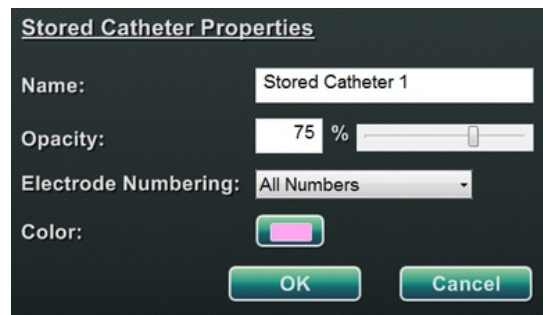 Stored Catheter Properties
Name: Stored Catheter 1
Opacity: 75 %
Electrode Numbering: All Numbers
Color:
OK Cancel